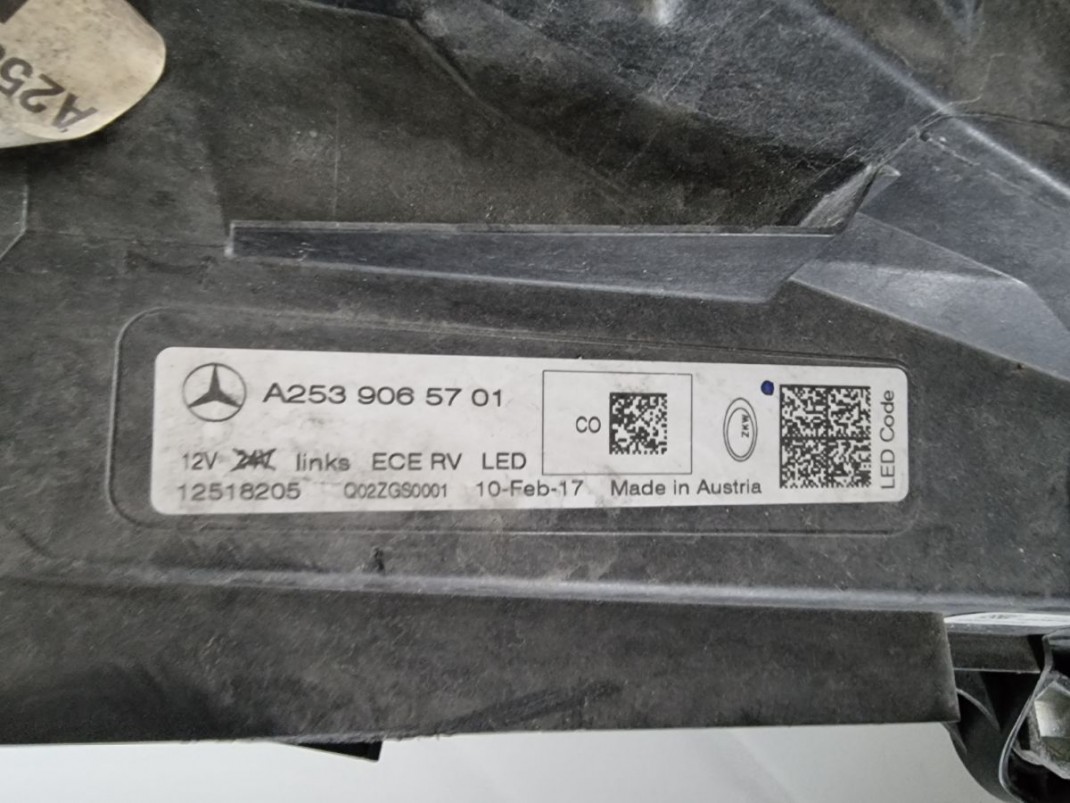 A25
A253 906 57 01
CO
ZKW
LED Code
12V 24V links ECE RV LED
12518205 Q02ZGS0001 10-Feb-17 Made in Austria